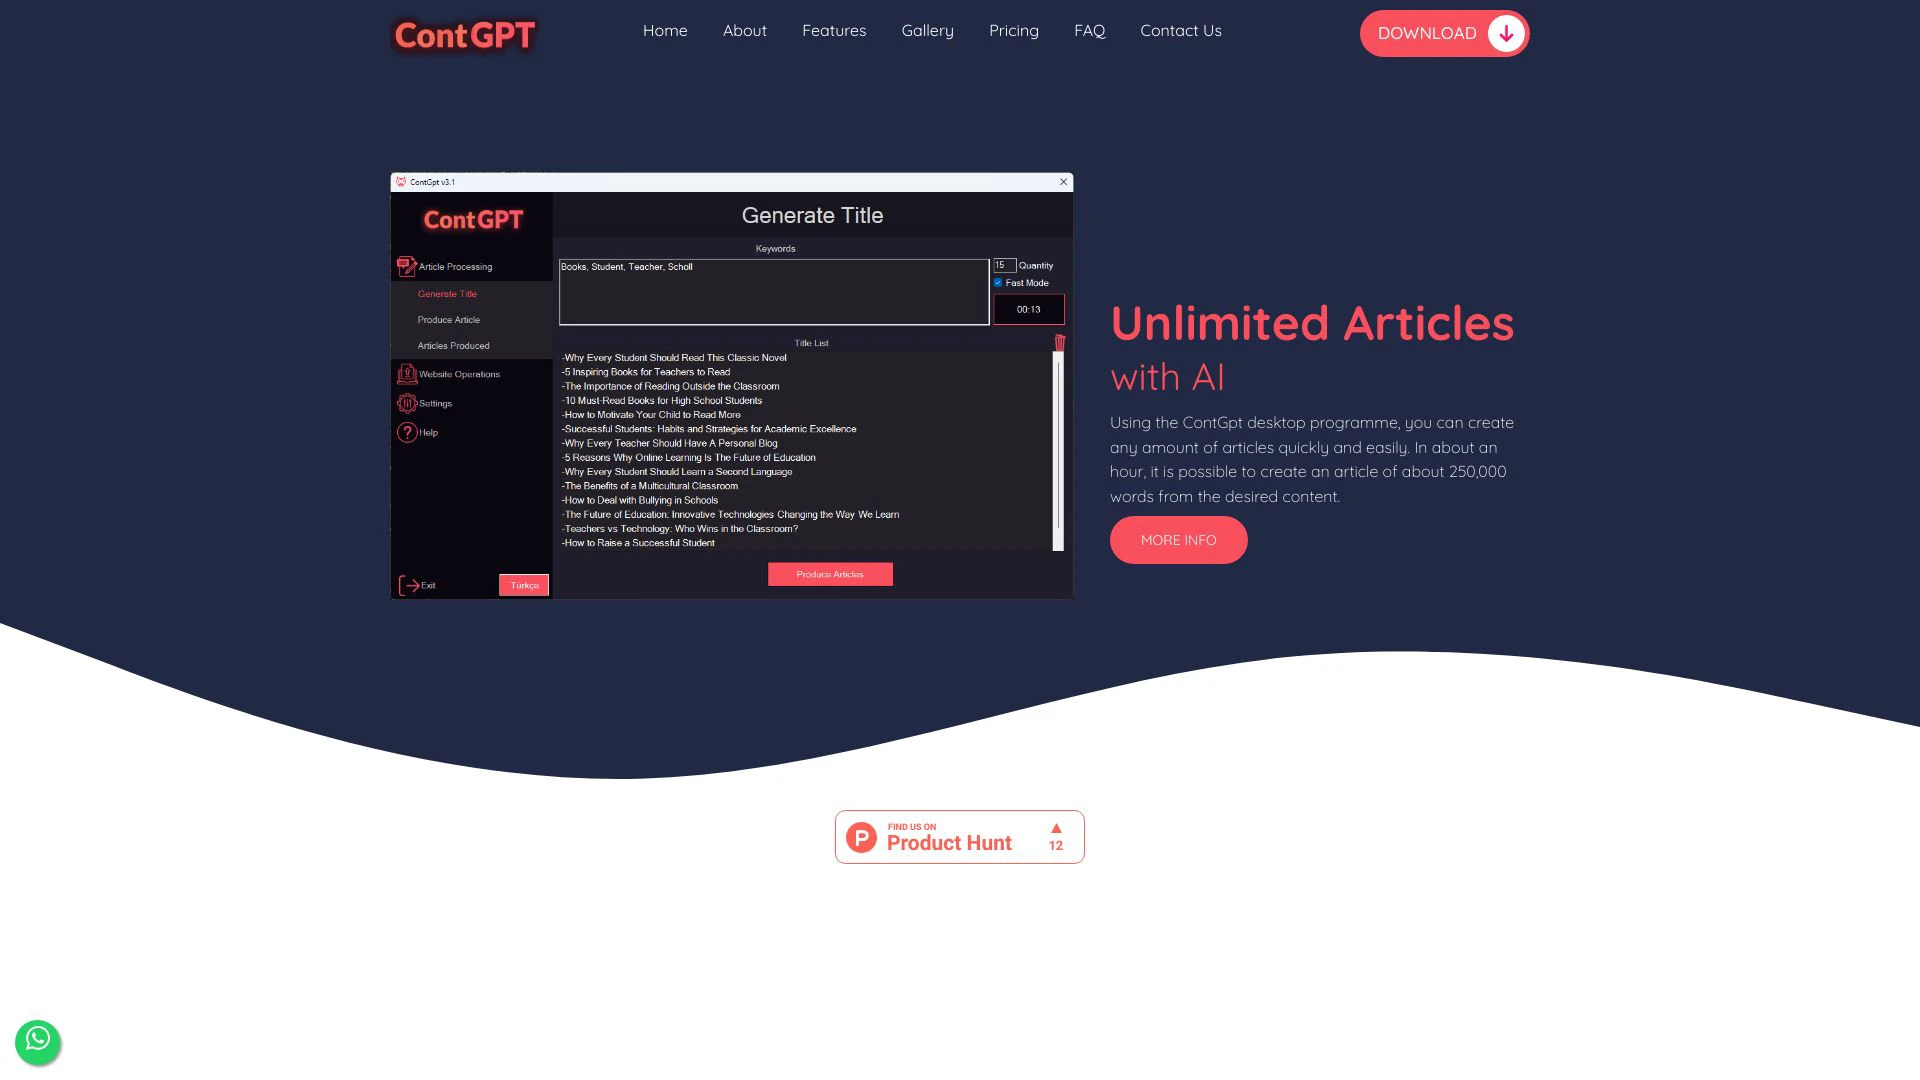 ContGPT
Home
About
Features
Gallery
Pricing
FAQ
Contact Us
DOWNLOAD
ContGpt v3.1
ContGPT
Article Processing
Generate Title
Produce Article
Articles Produced
Website Operations
Settings
Help
Exit
Türkçe
Generate Title
Keywords
Books, Student, Teacher, Scholl
15 Quantity
Fast Mode
00:13
Title List
-Why Every Student Should Read This Classic Novel
-5 Inspiring Books for Teachers to Read
-The Importance of Reading Outside the Classroom
-10 Must-Read Books for High School Students
-How to Motivate Your Child to Read More
-Successful Students: Habits and Strategies for Academic Excellence
-Why Every Teacher Should Have A Personal Blog
-5 Reasons Why Online Learning Is The Future of Education
-Why Every Student Should Learn a Second Language
-The Benefits of a Multicultural Classroom
-How to Deal with Bullying in Schools
-The Future of Education: Innovative Technologies Changing the Way We Learn
-Teachers vs Technology: Who Wins in the Classroom?
-How to Raise a Successful Student
Produce Articles
Unlimited Articles
with AI
Using the ContGpt desktop programme, you can create
any amount of articles quickly and easily. In about an
hour, it is possible to create an article of about 250,000
words from the desired content.
MORE INFO
P
FIND US ON
Product Hunt
12